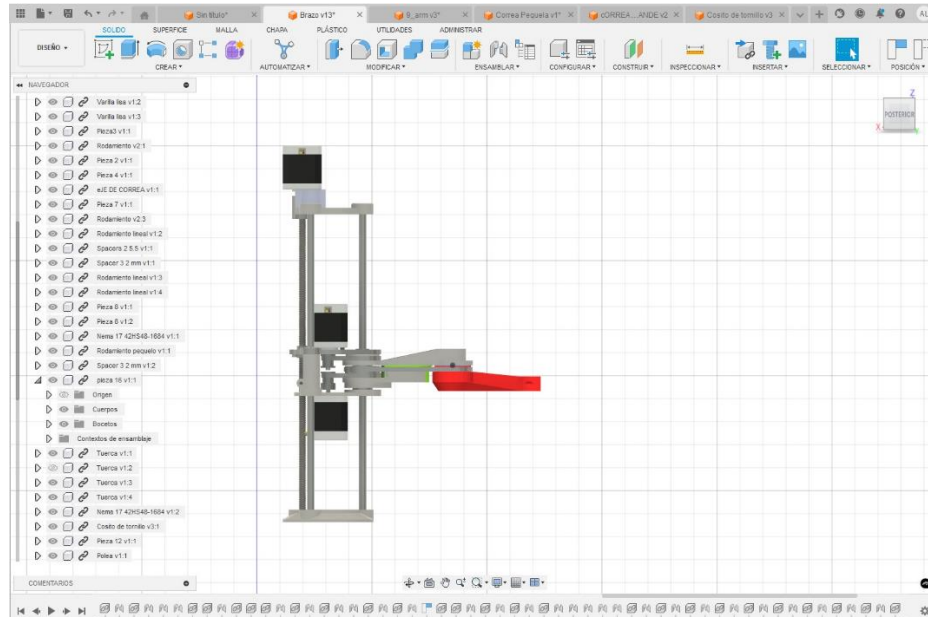 Sin título*
Brazo v13*
9_arm v3*
Correa Pequeña v1*
cORREA...ANDE v2
Cosito de tornillo v3
AL
SOLIDO SUPERFICIE MALLA CHAPA PLÁSTICO UTILIDADES ADMINISTRAR
DISEÑO
CREAR AUTOMATIZAR MODIFICAR ENSAMBLAR CONFIGURAR CONSTRUIR INSPECCIONAR INSERTAR SELECCIONAR POSICIÓN
NAVEGADOR
Varilla lisa v1:2
Varilla lisa v1:3
Pieza3 v1:1
Rodamiento v2:1
Pieza 2 v1:1
Pieza 4 v1:1
eJE DE CORREA v1:1
Pieza 7 v1:1
Rodamiento v2:3
Rodamiento lineal v1:2
Spacers 2 5.5 v1:1
Spacer 3 2 mm v1:1
Rodamiento lineal v1:3
Rodamiento lineal v1:4
Pieza 6 v1:1
Pieza 6 v1:2
Nema 17 42HS48-1684 v1:1
Rodamiento pequeño v1:1
Spacer 3 2 mm v1:2
pieza 16 v1:1
Origen
Cuerpos
Bocetos
Contextos de ensamblaje
Tuerca v1:1
Tuerca v1:2
Tuerca v1:3
Tuerca v1:4
Nema 17 42HS48-1684 v1:2
Cosito de tornillo v3:1
Pieza 12 v1:1
Polea v1:1
POSTERIOR
Z
X
Y
COMENTARIOS